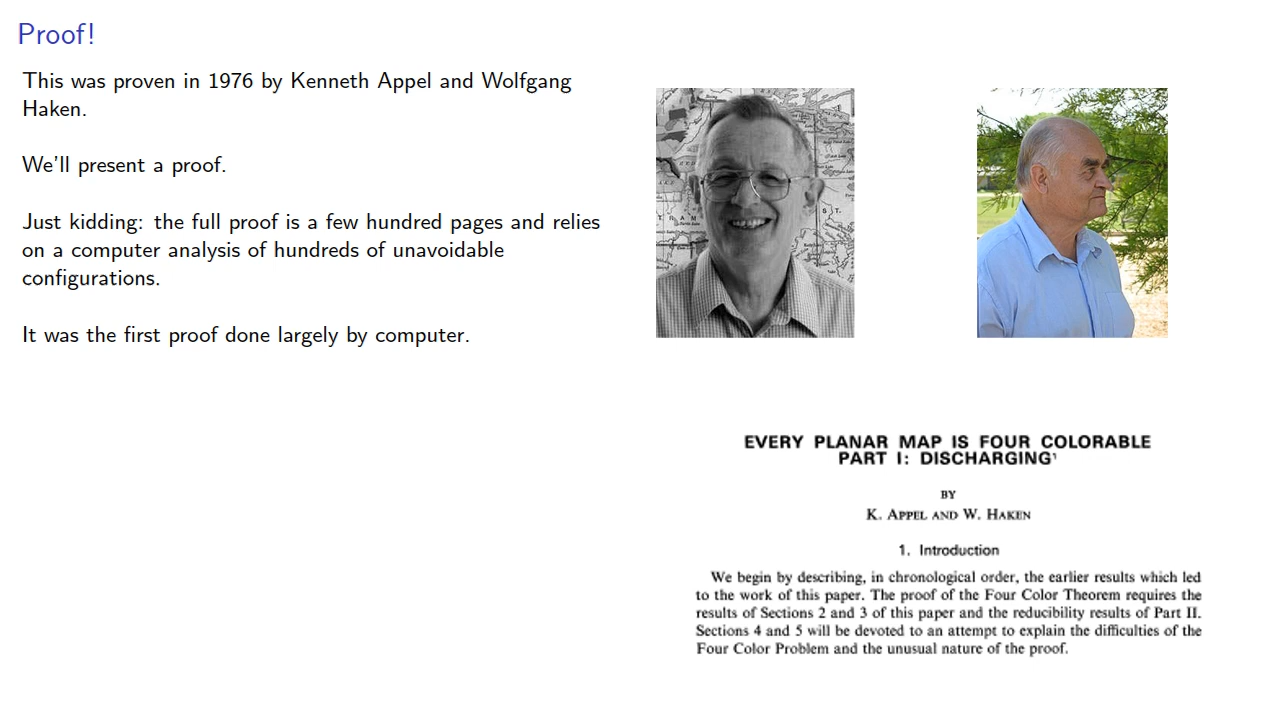 Proof!
This was proven in 1976 by Kenneth Appel and Wolfgang
Haken.
We'll present a proof.
Just kidding: the full proof is a few hundred pages and relies
on a computer analysis of hundreds of unavoidable
configurations.
It was the first proof done largely by computer.
EVERY PLANAR MAP IS FOUR COLORABLE
PART I: DISCHARGING¹
BY
K. APPEL AND W. HAKEN
1. Introduction
We begin by describing, in chronological order, the earlier results which led
to the work of this paper. The proof of the Four Color Theorem requires the
results of Sections 2 and 3 of this paper and the reducibility results of Part II.
Sections 4 and 5 will be devoted to an attempt to explain the difficulties of the
Four Color Problem and the unusual nature of the proof.